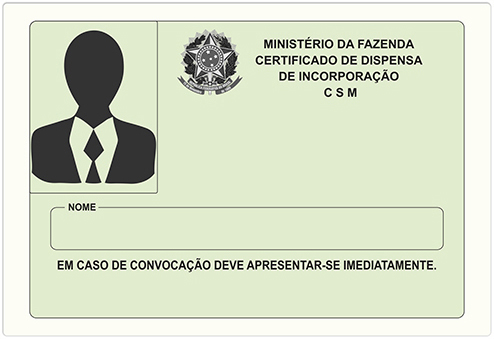 MINISTÉRIO DA FAZENDA
CERTIFICADO DE DISPENSA
DE INCORPORAÇÃO
C S M
NOME
EM CASO DE CONVOCAÇÃO DEVE APRESENTAR-SE IMEDIATAMENTE.